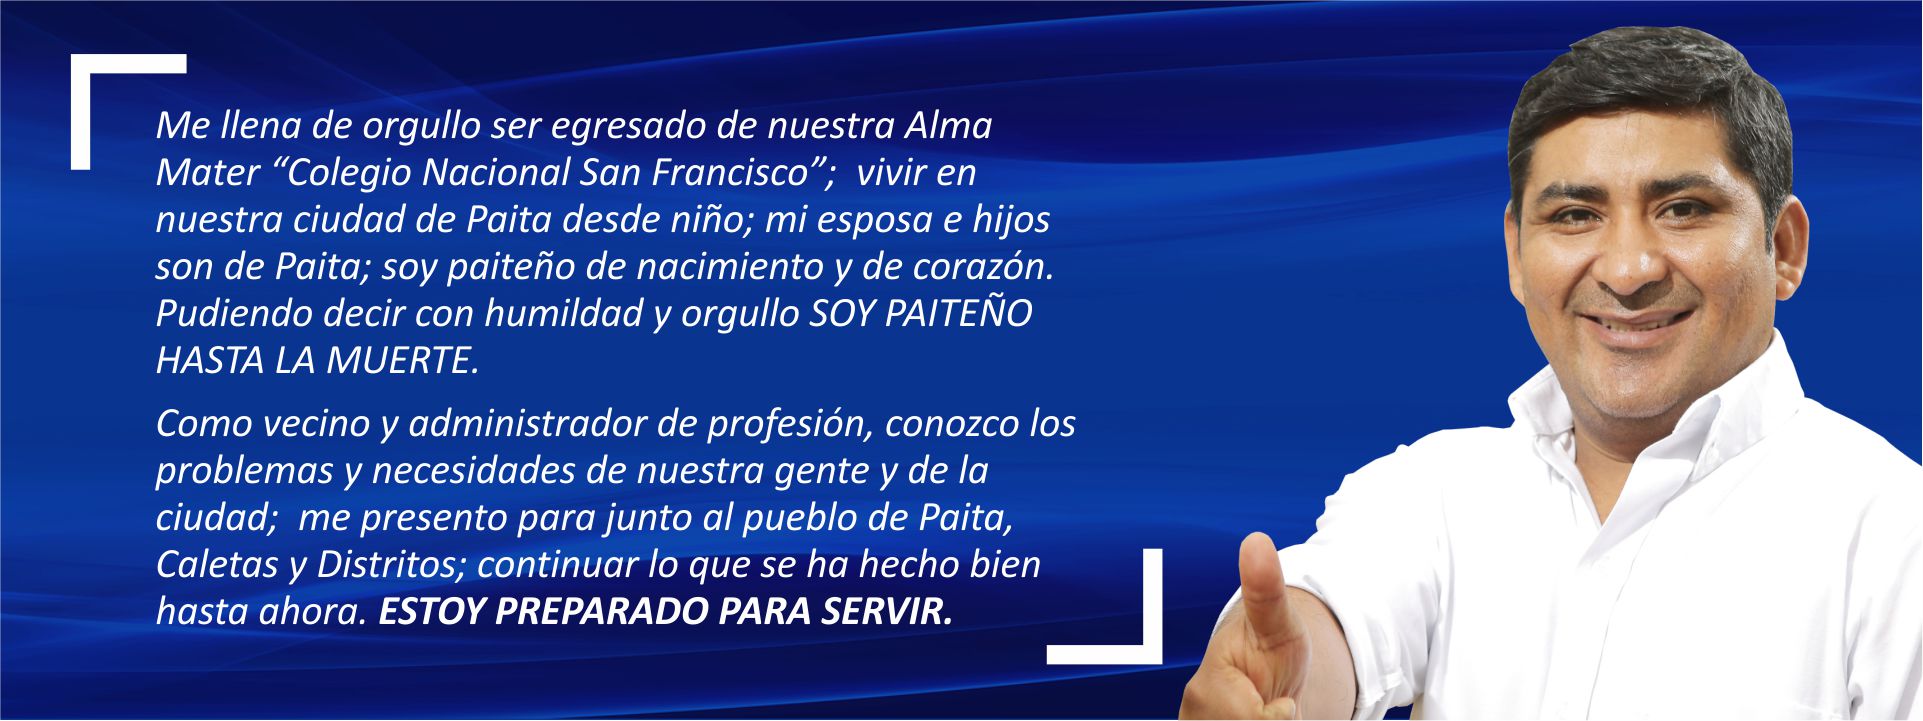 Me llena de orgullo ser egresado de nuestra Alma
Mater “Colegio Nacional San Francisco”;  vivir en
nuestra ciudad de Paita desde niño; mi esposa e hijos
son de Paita; soy paiteño de nacimiento y de corazón.
Pudiendo decir con humildad y orgullo SOY PAITEÑO
HASTA LA MUERTE.
Como vecino y administrador de profesión, conozco los
problemas y necesidades de nuestra gente y de la
ciudad;  me presento para junto al pueblo de Paita,
Caletas y Distritos; continuar lo que se ha hecho bien
hasta ahora. ESTOY PREPARADO PARA SERVIR.